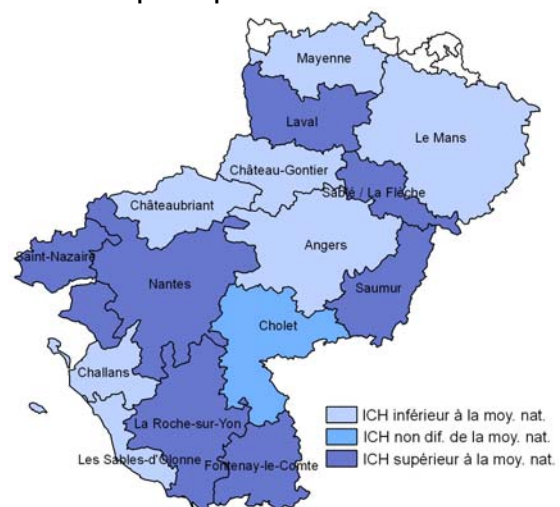 Mayenne
Laval
Le Mans
Château-Gontier
Sablé / La Flèche
Châteaubriant
Angers
Saint-Nazaire
Nantes
Saumur
Cholet
Challans
La Roche-sur-Yon
Les Sables-d'Olonne
Fontenay-le-Comte
ICH inférieur à la moy. nat.
ICH non dif. de la moy. nat.
ICH supérieur à la moy. nat.